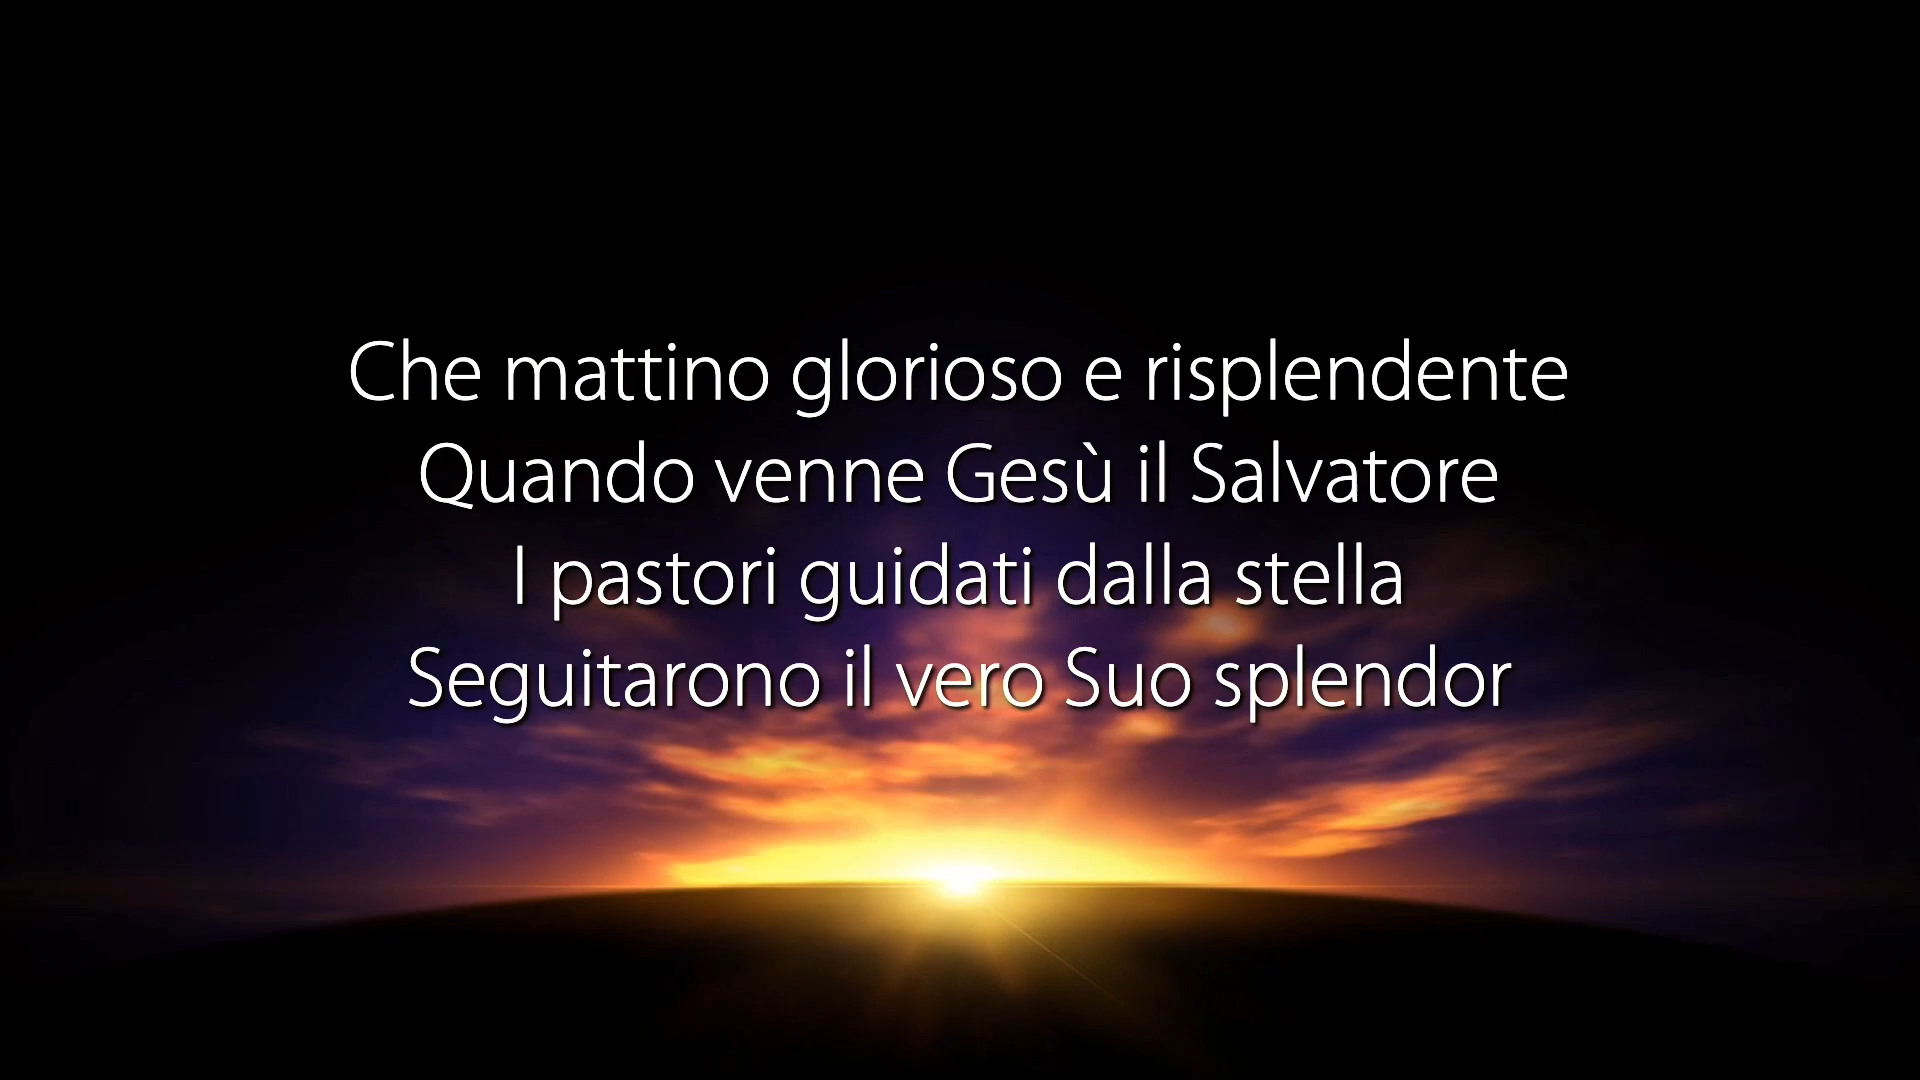 Che mattino glorioso e risplendente
Quando venne Gesù il Salvatore
I pastori guidati dalla stella
Seguitarono il vero Suo splendor